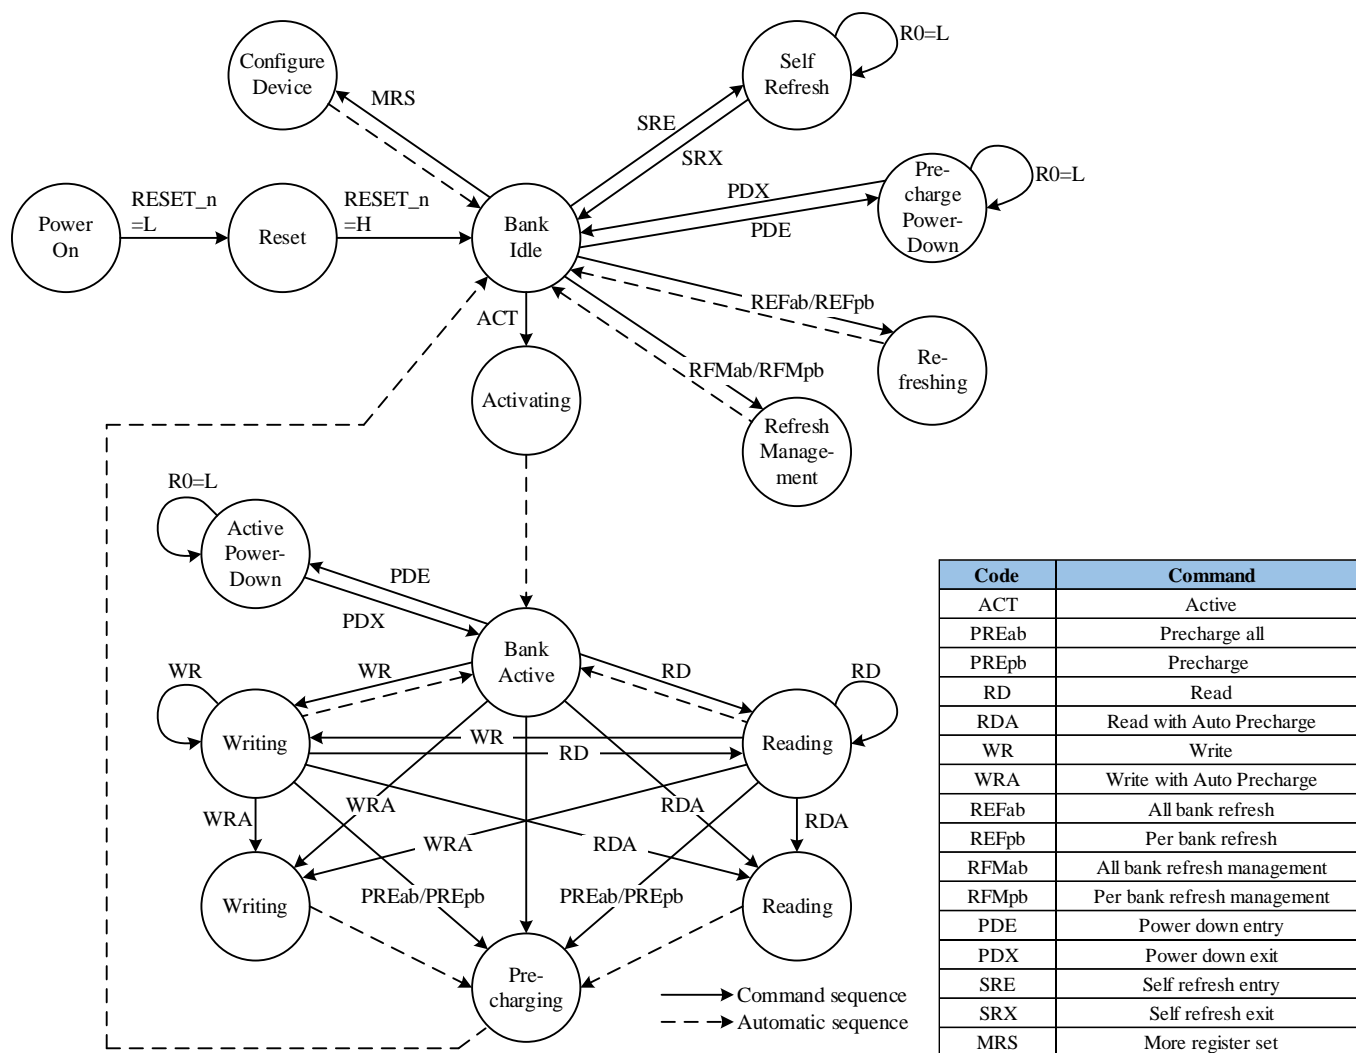 R0=L
Configure
Device
Self
Refresh
MRS
SRE
SRX
Pre-
charge
Power-
Down
R0=L
RESET_n
=L
RESET_n
=H
PDX
PDE
Power
On
Reset
Bank
Idle
REFab/REFpb
ACT
RFMab/RFMpb
Re-
freshing
Activating
Refresh
Manage-
ment
R0=L
Active
Power-
Down
PDE
PDX
Bank
Active
WR
WR
RD
RD
Writing
WR
RD
Reading
WRA
WRA
RDA
RDA
WRA
RDA
PREab/PREpb
PREab/PREpb
Writing
Reading
Pre-
charging
Command sequence
Automatic sequence
Code Command
ACT Active
PREab Precharge all
PREpb Precharge
RD Read
RDA Read with Auto Precharge
WR Write
WRA Write with Auto Precharge
REFab All bank refresh
REFpb Per bank refresh
RFMab All bank refresh management
RFMpb Per bank refresh management
PDE Power down entry
PDX Power down exit
SRE Self refresh entry
SRX Self refresh exit
MRS More register set